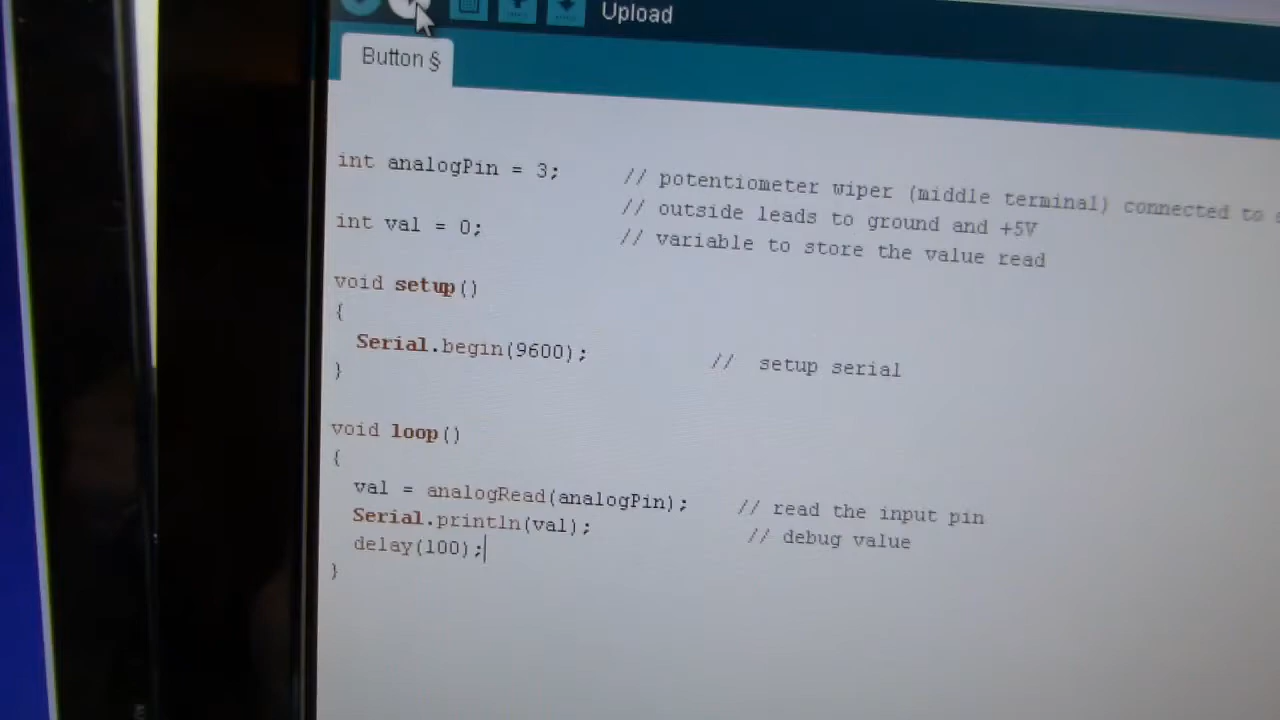 Upload
Button §
int analogPin = 3;     // potentiometer wiper (middle terminal) connected to
// outside leads to ground and +5V
int val = 0;           // variable to store the value read
void setup()
{
Serial.begin(9600);          //  setup serial
}
void loop()
{
val = analogRead(analogPin);    // read the input pin
Serial.println(val);             // debug value
delay(100);
}